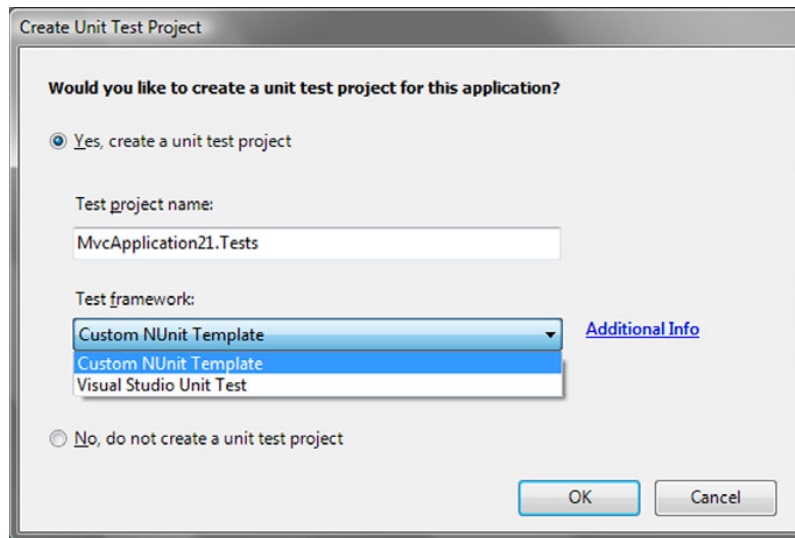 Create Unit Test Project
Would you like to create a unit test project for this application?
Yes, create a unit test project
Test project name:
MvcApplication21.Tests
Test framework:
Custom NUnit Template
Additional Info
Custom NUnit Template
Visual Studio Unit Test
No, do not create a unit test project
OK
Cancel